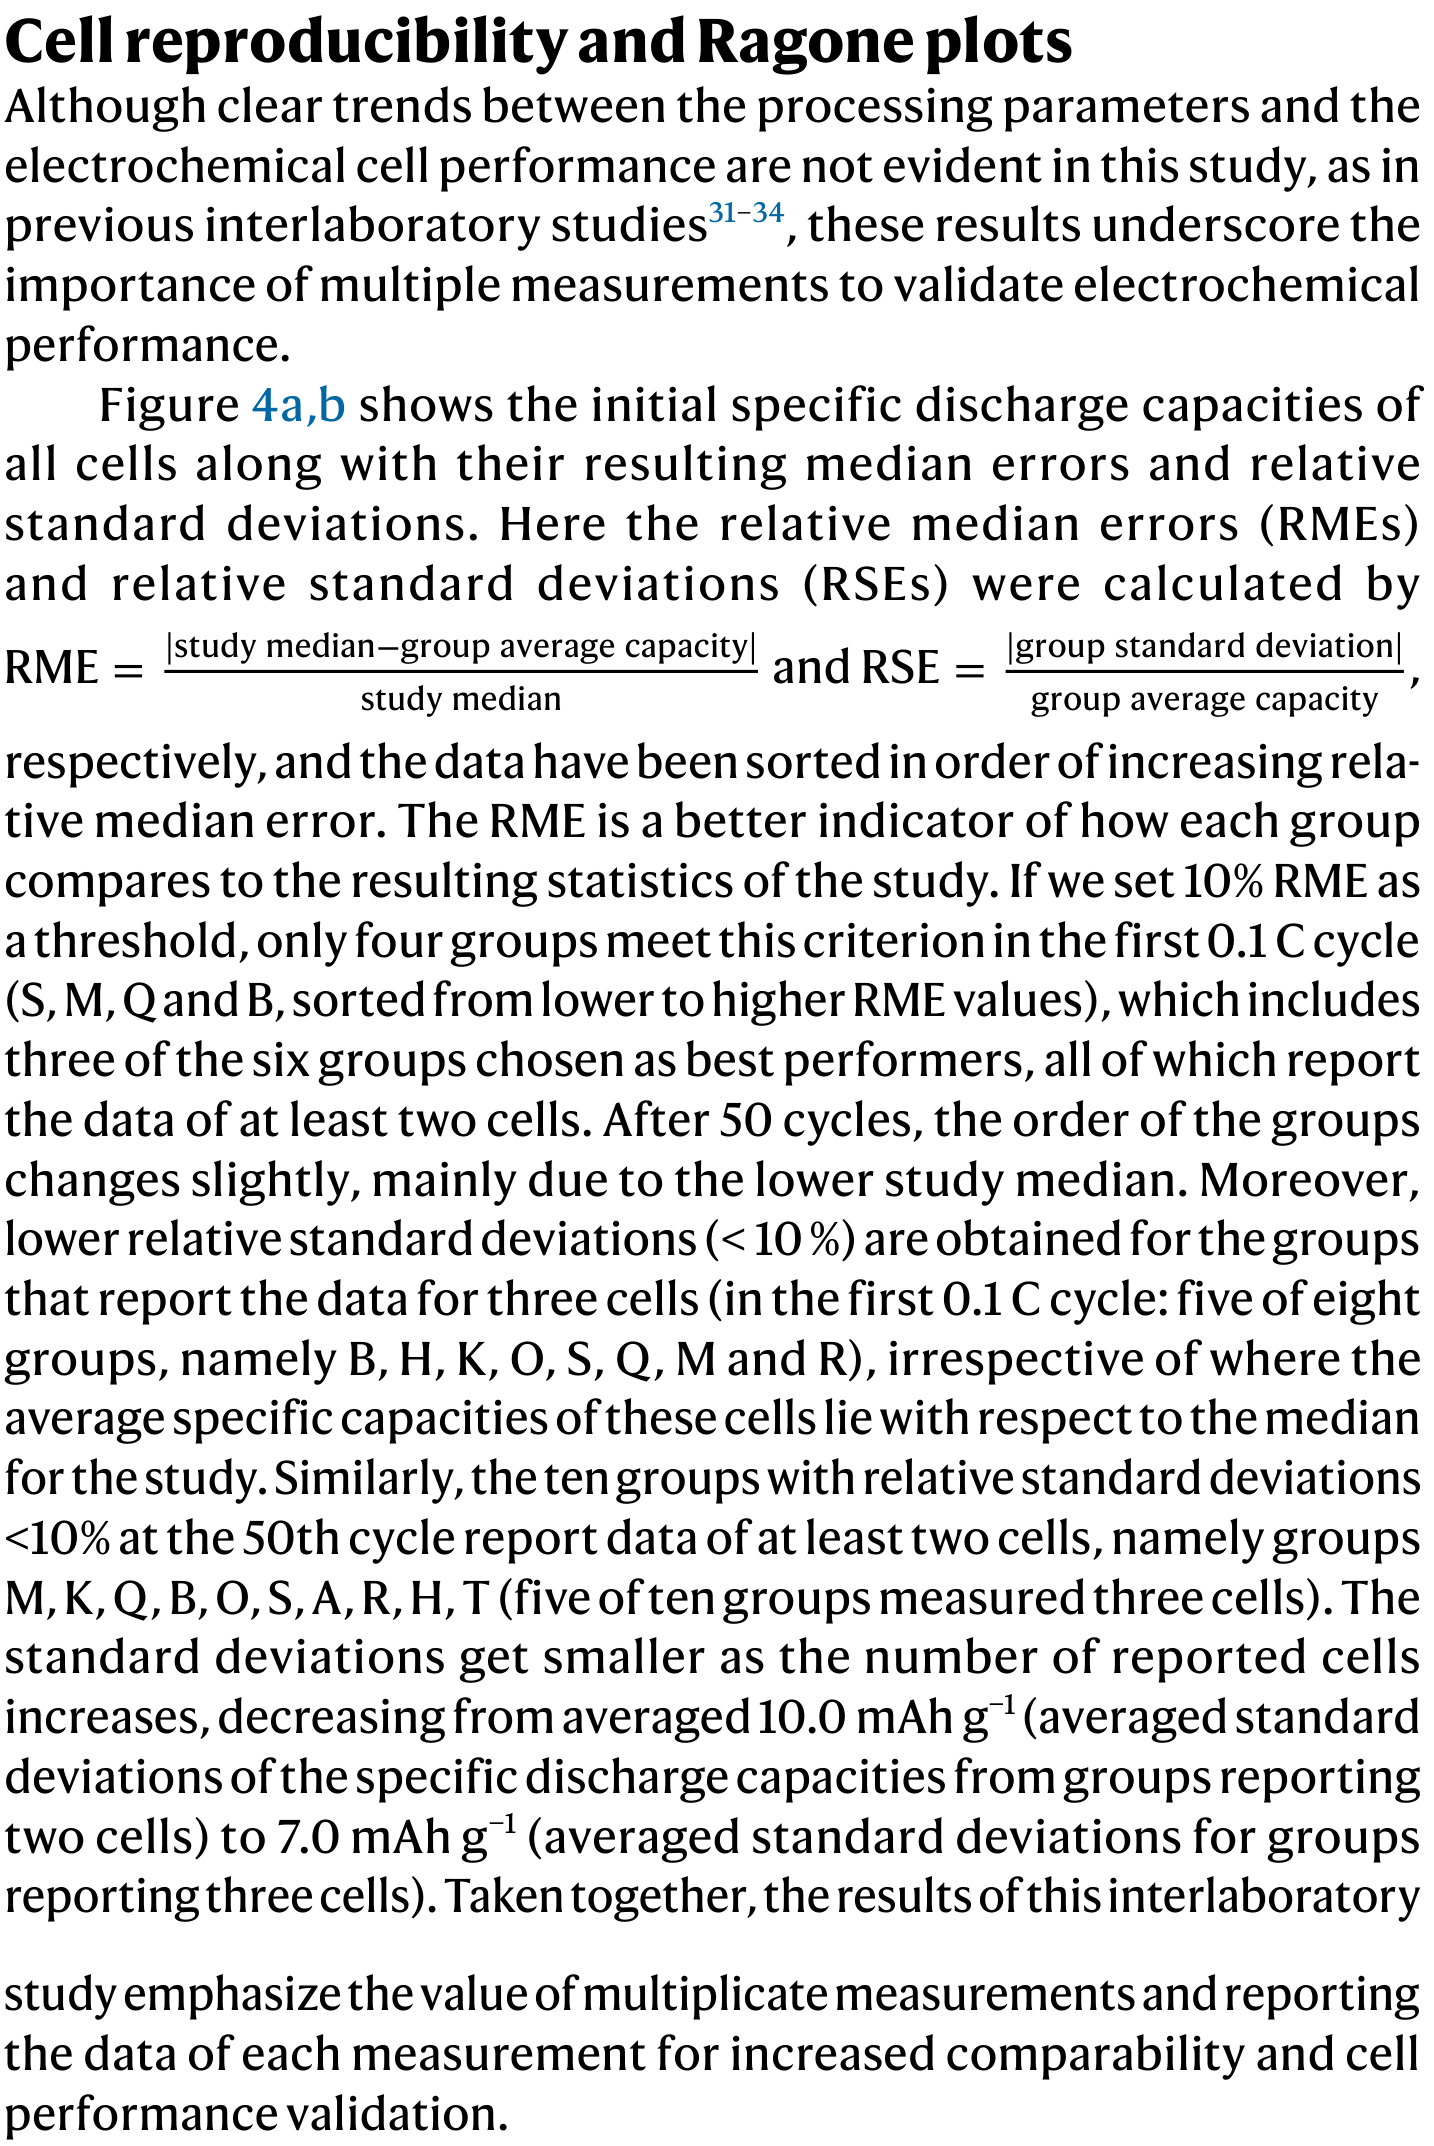 Cell reproducibility and Ragone plots
Although clear trends between the processing parameters and the
electrochemical cell performance are not evident in this study, as in
previous interlaboratory studies31–34, these results underscore the
importance of multiple measurements to validate electrochemical
performance.
Figure 4a,b shows the initial specific discharge capacities of
all cells along with their resulting median errors and relative
standard deviations. Here the relative median errors (RMEs)
and relative standard deviations (RSEs) were calculated by
RME = |study median−group average capacity| / study median and RSE = |group standard deviation| / group average capacity,
respectively, and the data have been sorted in order of increasing rela-
tive median error. The RME is a better indicator of how each group
compares to the resulting statistics of the study. If we set 10% RME as
a threshold, only four groups meet this criterion in the first 0.1 C cycle
(S, M, Q and B, sorted from lower to higher RME values), which includes
three of the six groups chosen as best performers, all of which report
the data of at least two cells. After 50 cycles, the order of the groups
changes slightly, mainly due to the lower study median. Moreover,
lower relative standard deviations (< 10 %) are obtained for the groups
that report the data for three cells (in the first 0.1 C cycle: five of eight
groups, namely B, H, K, O, S, Q, M and R), irrespective of where the
average specific capacities of these cells lie with respect to the median
for the study. Similarly, the ten groups with relative standard deviations
<10% at the 50th cycle report data of at least two cells, namely groups
M, K, Q, B, O, S, A, R, H, T (five of ten groups measured three cells). The
standard deviations get smaller as the number of reported cells
increases, decreasing from averaged 10.0 mAh g−1 (averaged standard
deviations of the specific discharge capacities from groups reporting
two cells) to 7.0 mAh g−1 (averaged standard deviations for groups
reporting three cells). Taken together, the results of this interlaboratory
study emphasize the value of multiplicate measurements and reporting
the data of each measurement for increased comparability and cell
performance validation.